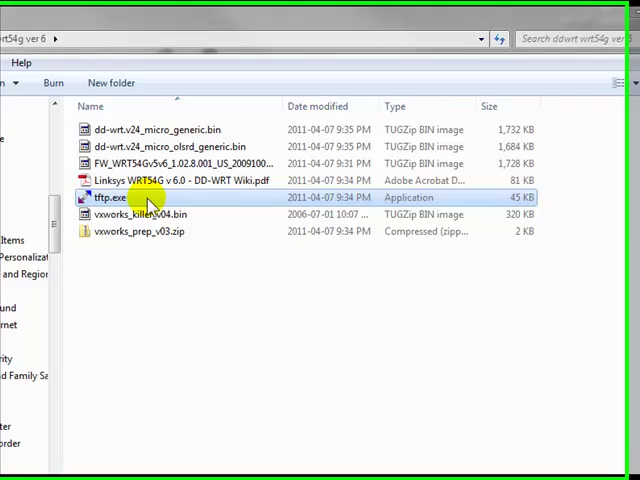 wrt54g ver 6
Search ddwrt wrt54g ver 6
Help
Burn New folder
Name Date modified Type Size
dd-wrt.v24_micro_generic.bin 2011-04-07 9:35 PM TUGZip BIN image 1,732 KB
dd-wrt.v24_micro_olsrd_generic.bin 2011-04-07 9:35 PM TUGZip BIN image 1,684 KB
FW_WRT54Gv5v6_1.02.8.001_US_2009100... 2011-04-07 9:35 PM TUGZip BIN image 1,728 KB
Linksys WRT54G v 6.0 - DD-WRT Wiki.pdf 2011-04-07 9:34 PM Adobe Acrobat D... 81 KB
tftp.exe 2011-04-07 9:34 PM Application 45 KB
vxworks_killer_v04.bin 2006-07-01 10:07 ... TUGZip BIN image 320 KB
vxworks_prep_v03.zip 2011-04-07 9:34 PM Compressed (zipp... 2 KB
Items
and Region
und
rnet
rity
d Family Sa
ter
order